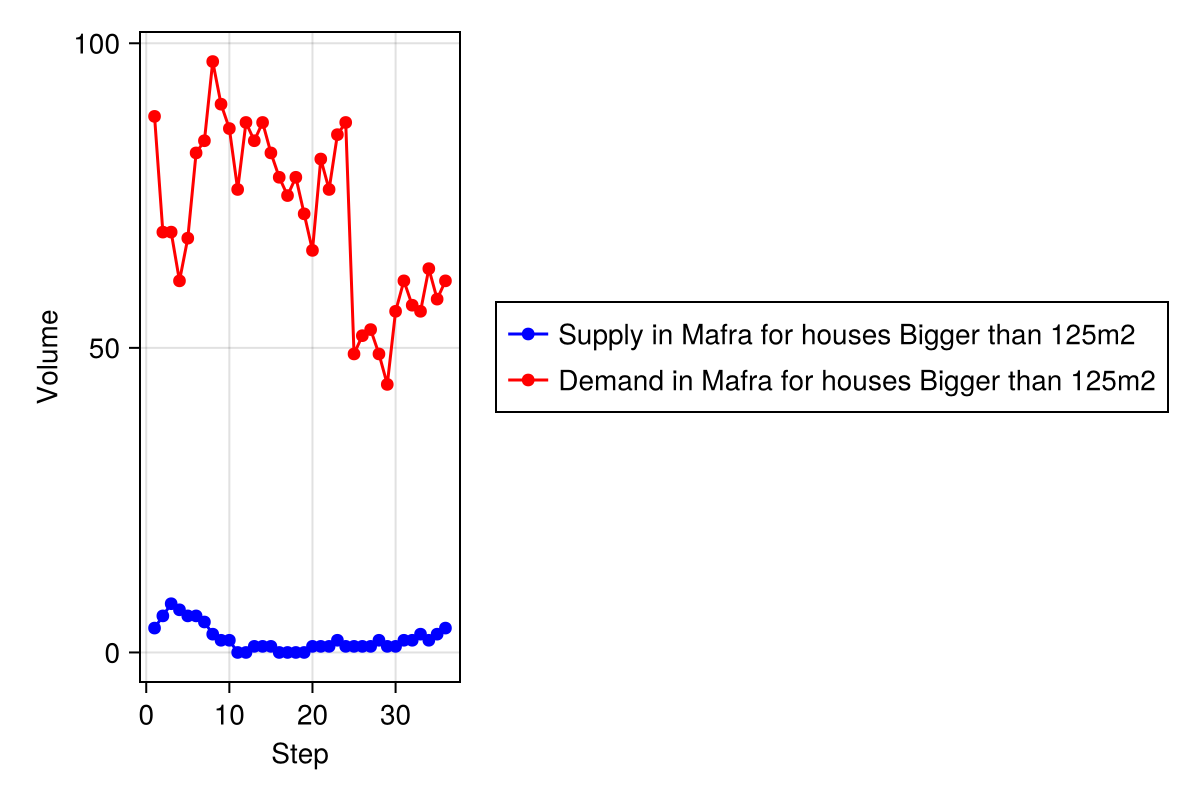 100
50
0
Volume
0 10 20 30
Step
Supply in Mafra for houses Bigger than 125m2
Demand in Mafra for houses Bigger than 125m2